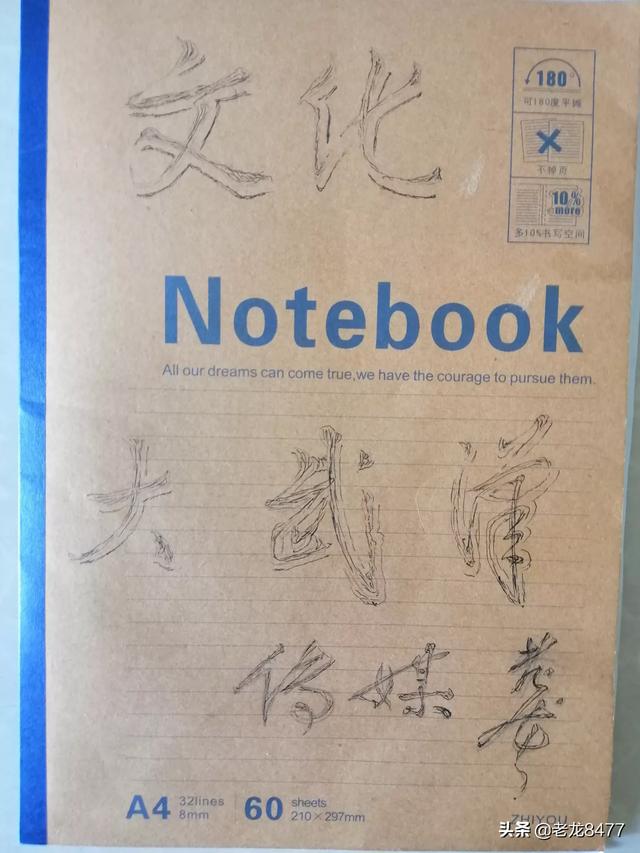 文化
180°
可180度平摊
不掉页
10%
more
多10%书写空间
Notebook
All our dreams can come true,we have the courage to pursue them.
大武漢
传媒
A4 32lines 8mm 60 sheets 210×297mm
ZHIYOU
头条 @老龙8477